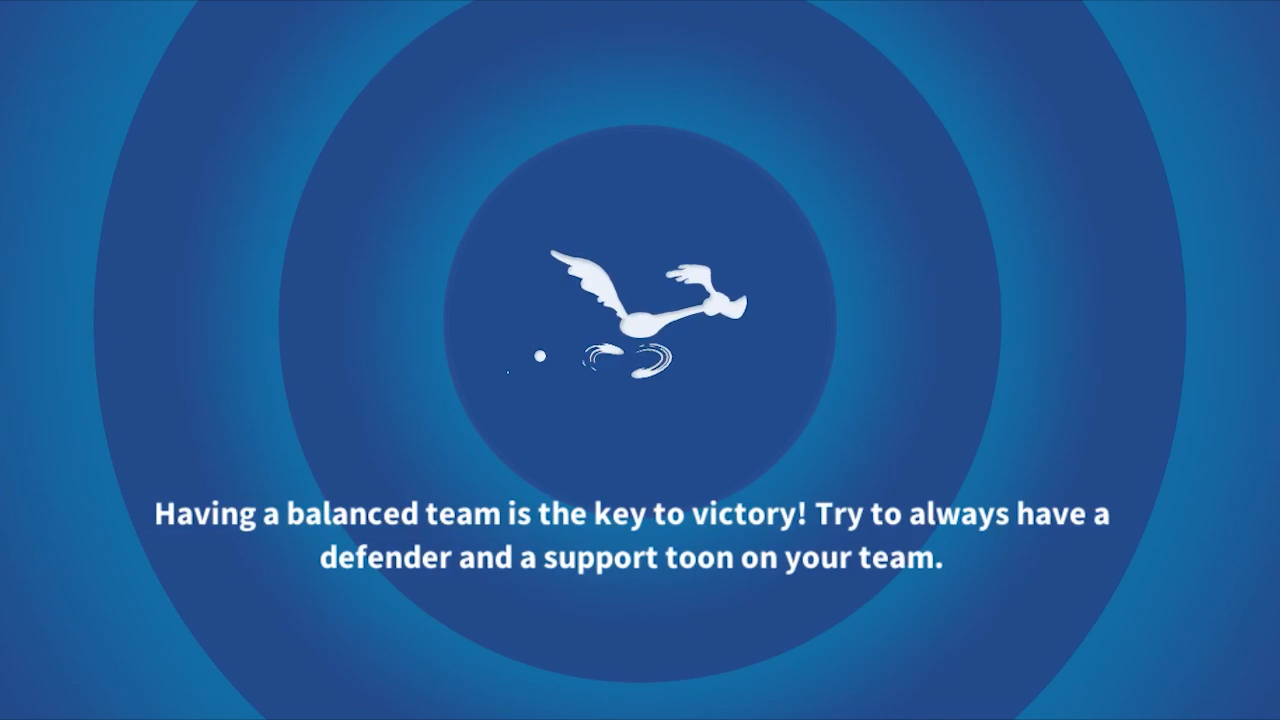 Having a balanced team is the key to victory! Try to always have a
defender and a support toon on your team.